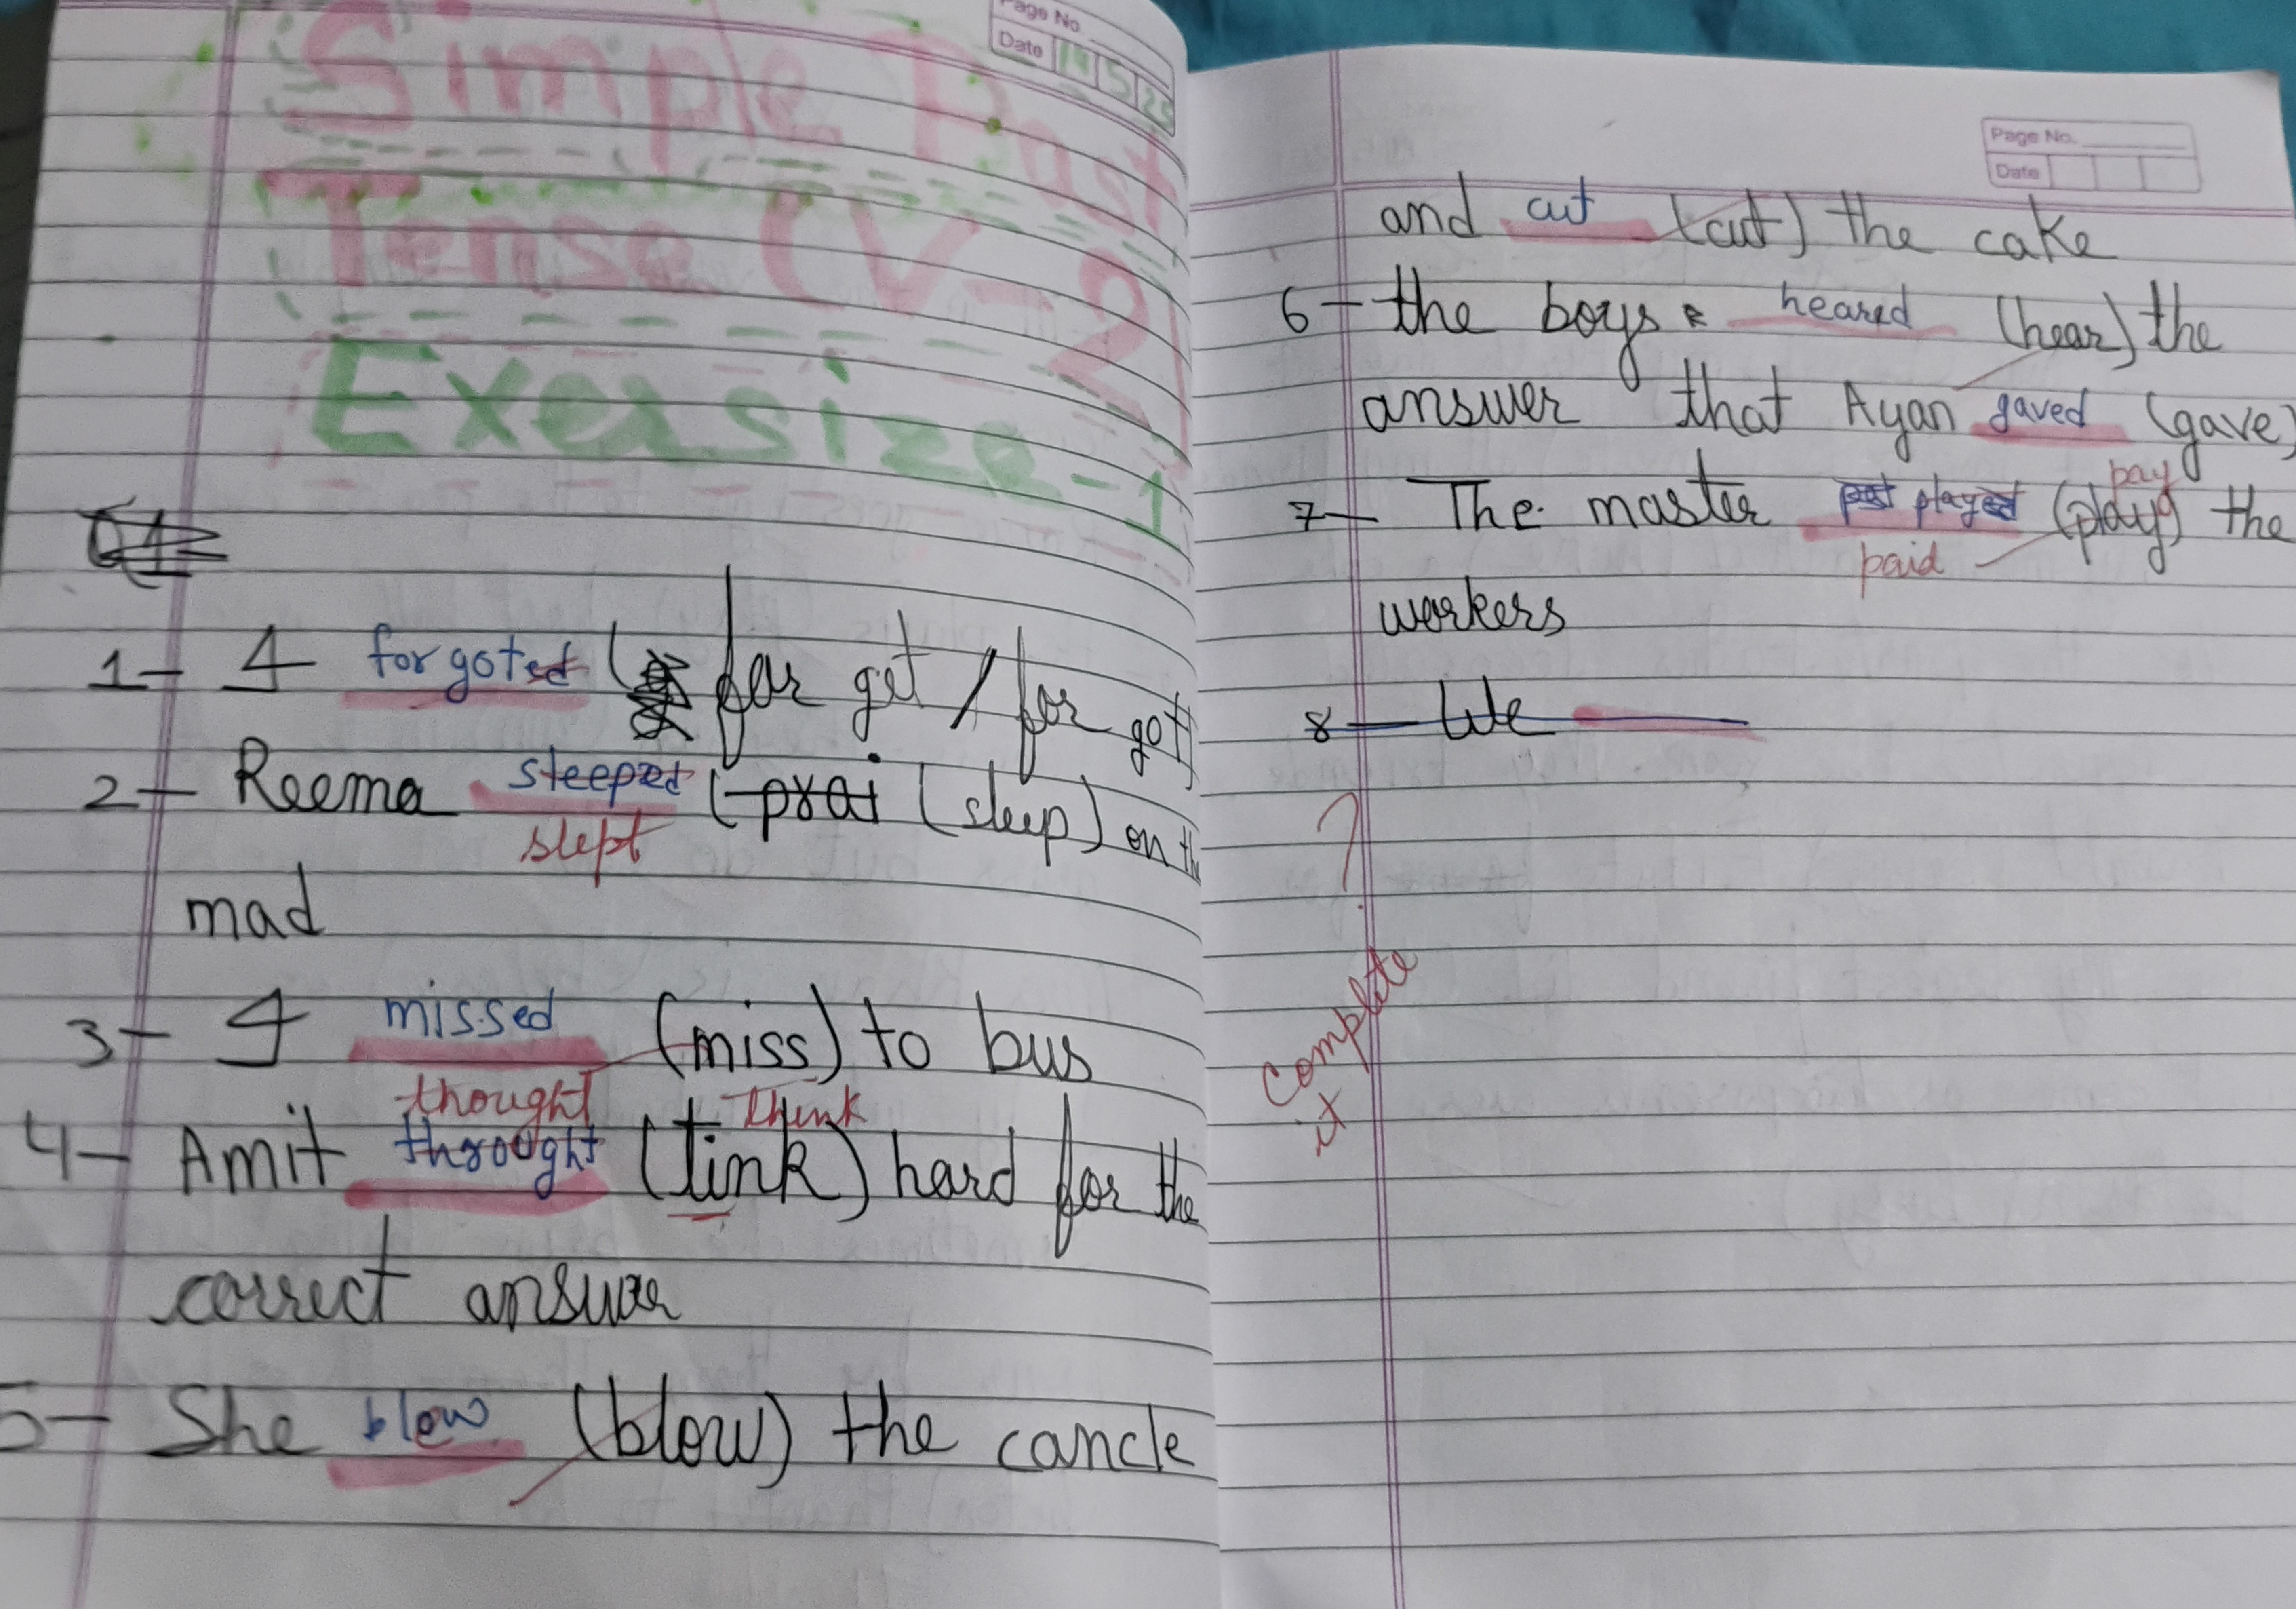 Page No.
Date 14 5 25
Simple Past
Tense (V-2)
Exersize-1
Q1
1- I forgoted (for get / for got)
2- Reema sleeped (prai (sleep) on the
slept
mad
3- I missed (miss) to bus
thought think
4- Amit throught (tink) hard for the
correct answer
5- She blew (blow) the cancle
Page No.
Date
and cut (cut) the cake
6- the boys heared (hear) the
answer that Ayan gaved (gave)
pay
7- The master played (play) the
paid
workers
8- We
?
Complete
it